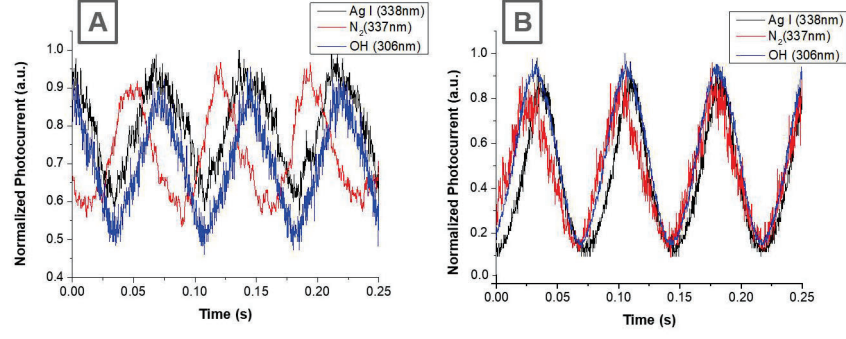 A
Ag I (338nm)
N₂(337nm)
OH (306nm)
Normalized Photocurrent (a.u.)
1.0
0.9
0.8
0.7
0.6
0.5
0.4
0.00 0.05 0.10 0.15 0.20 0.25
Time (s)
B
Ag I (338nm)
N₂(337nm)
OH (306nm)
Normalized Photocurrent (a.u.)
1.0
0.8
0.6
0.4
0.2
0.0
0.00 0.05 0.10 0.15 0.20 0.25
Time (s)